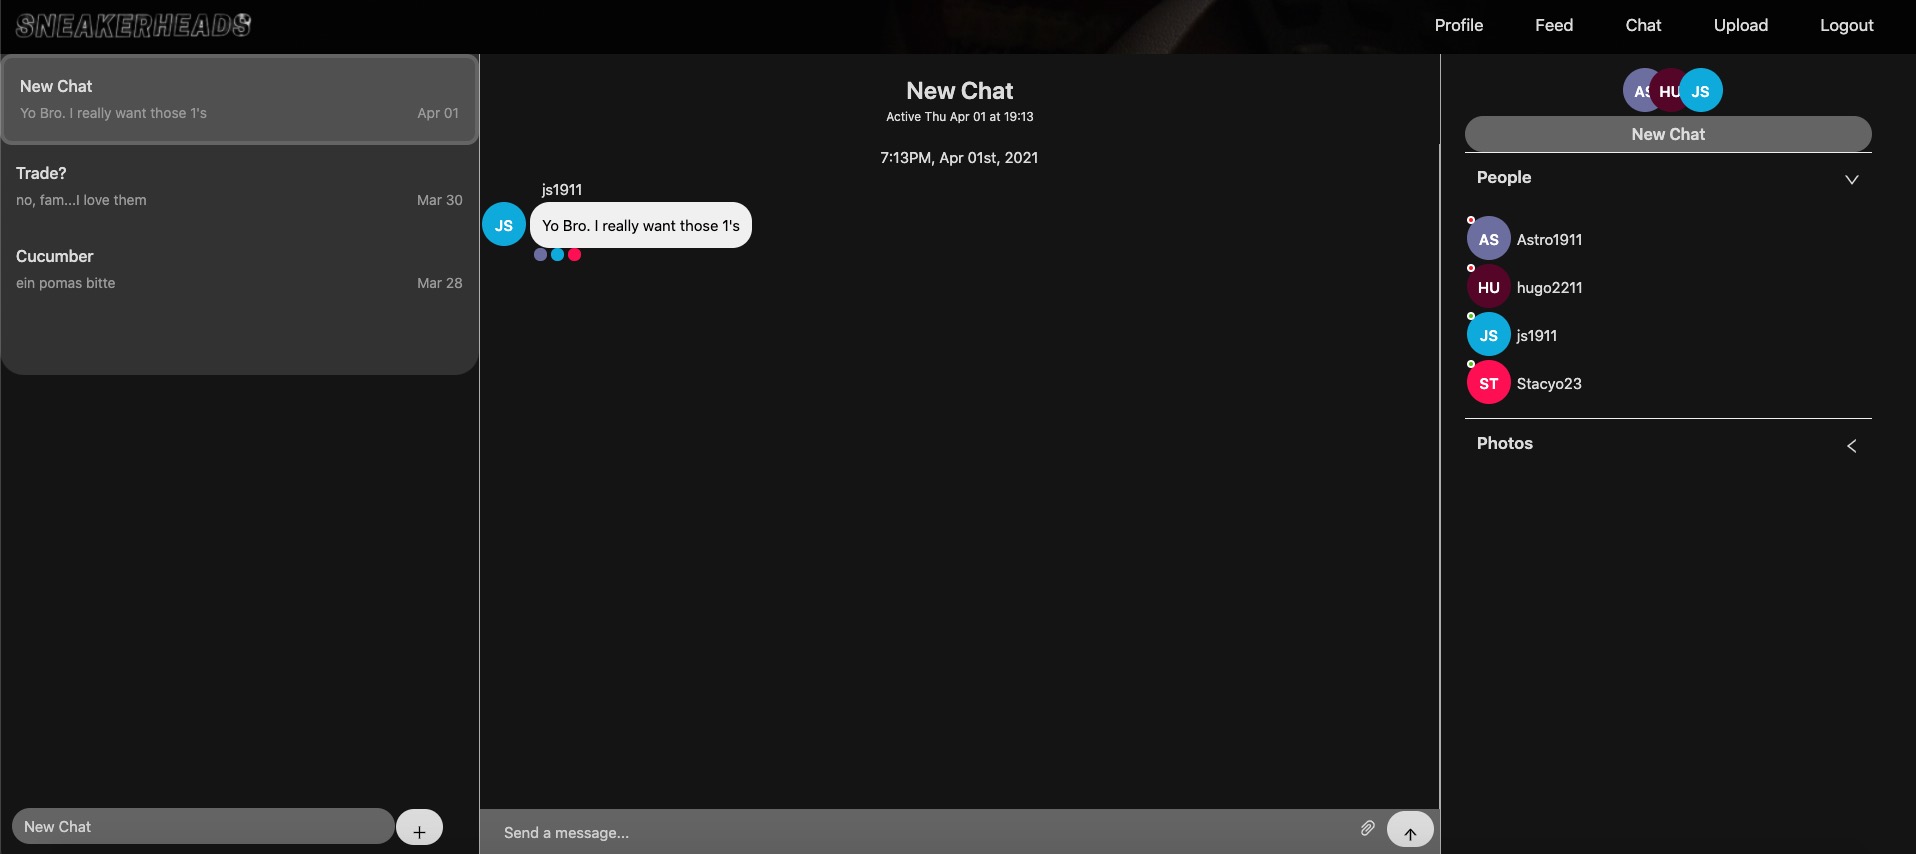 SNEAKERHEADS
Profile Feed Chat Upload Logout
New Chat
Yo Bro. I really want those 1's Apr 01
Trade?
no, fam...I love them Mar 30
Cucumber
ein pomas bitte Mar 28
New Chat
+
New Chat
Active Thu Apr 01 at 19:13
7:13PM, Apr 01st, 2021
js1911
JS Yo Bro. I really want those 1's
Send a message...
AS HU JS
New Chat
People
AS Astro1911
HU hugo2211
JS js1911
ST Stacyo23
Photos